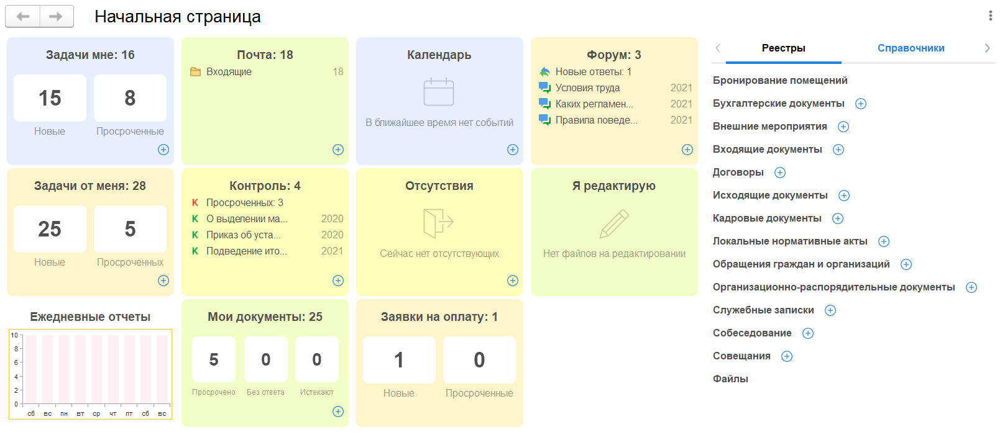 Начальная страница
Задачи мне: 16
15
8
Новые
Просроченные
Почта: 18
Входящие 18
Календарь
В ближайшее время нет событий
Форум: 3
Новые ответы: 1
Условия труда 2021
Каких регламен... 2021
Правила поведе... 2021
Задачи от меня: 28
25
5
Новые
Просроченных
Контроль: 4
К Просроченных: 3
К О выделении ма... 2020
К Приказ об уста... 2020
К Подведение ито... 2021
Отсутствия
Сейчас нет отсутствующих
Я редактирую
Нет файлов на редактировании
Ежедневные отчеты
10
8
6
4
2
0
сб вс пн вт ср чт пт сб вс
Мои документы: 25
5
0
0
Просрочено
Без ответа
Истекают
Заявки на оплату: 1
1
0
Новые
Просроченные
Реестры
Справочники
Бронирование помещений
Бухгалтерские документы
Внешние мероприятия
Входящие документы
Договоры
Исходящие документы
Кадровые документы
Локальные нормативные акты
Обращения граждан и организаций
Организационно-распорядительные документы
Служебные записки
Собеседование
Совещания
Файлы